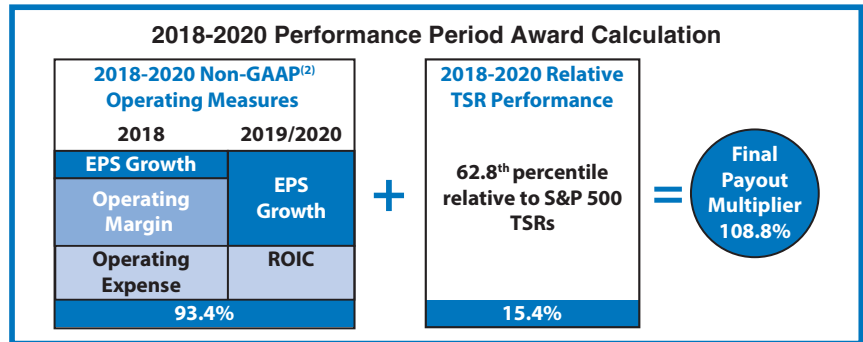 2018-2020 Performance Period Award Calculation
2018-2020 Non-GAAP(2)
Operating Measures
2018 2019/2020
EPS Growth
Operating
Margin
Operating
Expense
EPS
Growth
ROIC
93.4%
+
2018-2020 Relative
TSR Performance
62.8th percentile
relative to S&P 500
TSRs
15.4%
=
Final
Payout
Multiplier
108.8%